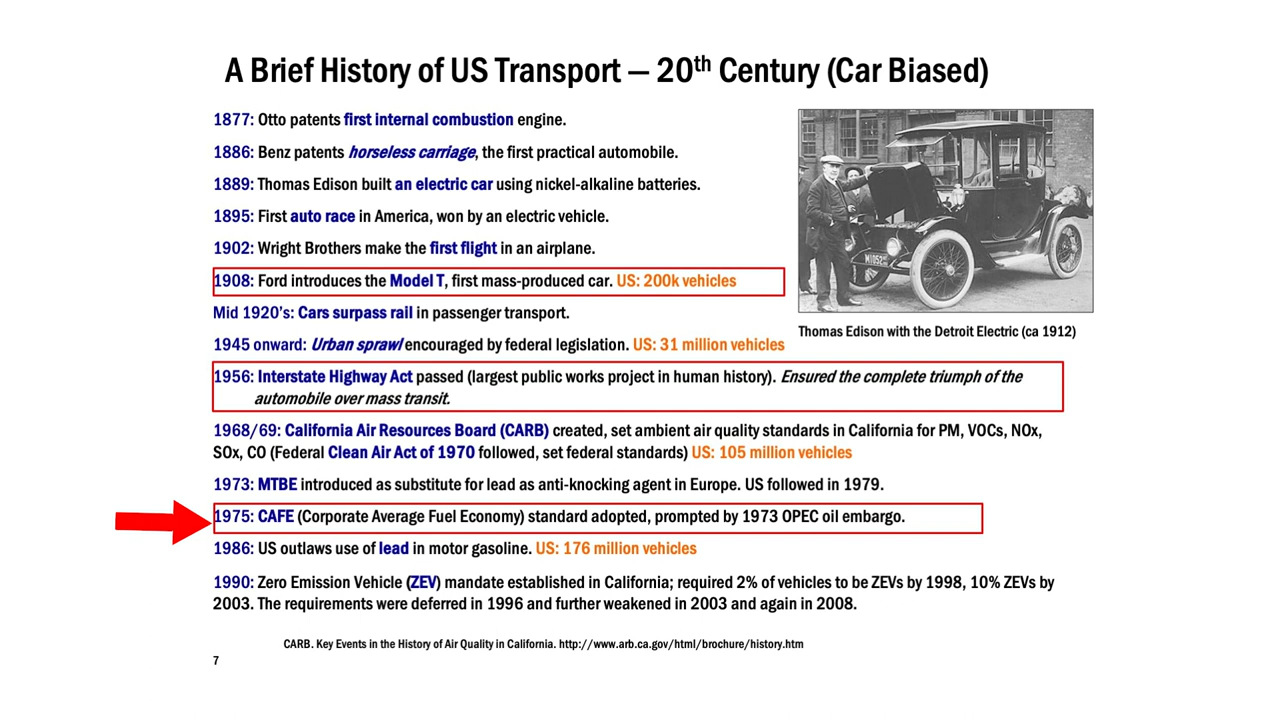 A Brief History of US Transport — 20th Century (Car Biased)
1877: Otto patents first internal combustion engine.
1886: Benz patents horseless carriage, the first practical automobile.
1889: Thomas Edison built an electric car using nickel-alkaline batteries.
1895: First auto race in America, won by an electric vehicle.
1902: Wright Brothers make the first flight in an airplane.
1908: Ford introduces the Model T, first mass-produced car. US: 200k vehicles
Mid 1920's: Cars surpass rail in passenger transport.
Thomas Edison with the Detroit Electric (ca 1912)
1945 onward: Urban sprawl encouraged by federal legislation. US: 31 million vehicles
1956: Interstate Highway Act passed (largest public works project in human history). Ensured the complete triumph of the
automobile over mass transit.
1968/69: California Air Resources Board (CARB) created, set ambient air quality standards in California for PM, VOCs, NOx,
SOx, CO (Federal Clean Air Act of 1970 followed, set federal standards) US: 105 million vehicles
1973: MTBE introduced as substitute for lead as anti-knocking agent in Europe. US followed in 1979.
1975: CAFE (Corporate Average Fuel Economy) standard adopted, prompted by 1973 OPEC oil embargo.
1986: US outlaws use of lead in motor gasoline. US: 176 million vehicles
1990: Zero Emission Vehicle (ZEV) mandate established in California; required 2% of vehicles to be ZEVs by 1998, 10% ZEVs by
2003. The requirements were deferred in 1996 and further weakened in 2003 and again in 2008.
CARB. Key Events in the History of Air Quality in California. http://www.arb.ca.gov/html/brochure/history.htm
7